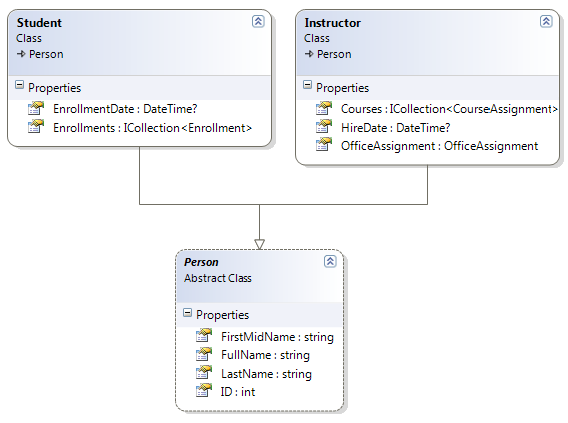 Student
Class
Person
Properties
EnrollmentDate : DateTime?
Enrollments : ICollection<Enrollment>
Instructor
Class
Person
Properties
Courses : ICollection<CourseAssignment>
HireDate : DateTime?
OfficeAssignment : OfficeAssignment
Person
Abstract Class
Properties
FirstMidName : string
FullName : string
LastName : string
ID : int